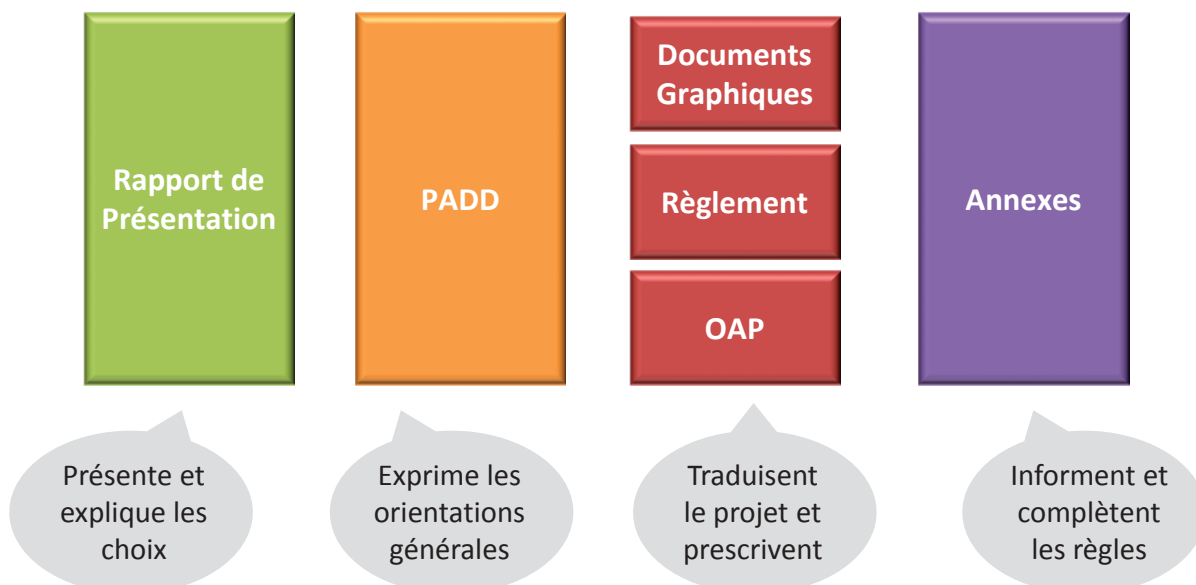 Rapport de
Présentation
PADD
Documents
Graphiques
Règlement
OAP
Annexes
Présente et
explique les
choix
Exprime les
orientations
générales
Traduisent
le projet et
prescrivent
Informent et
complètent
les règles